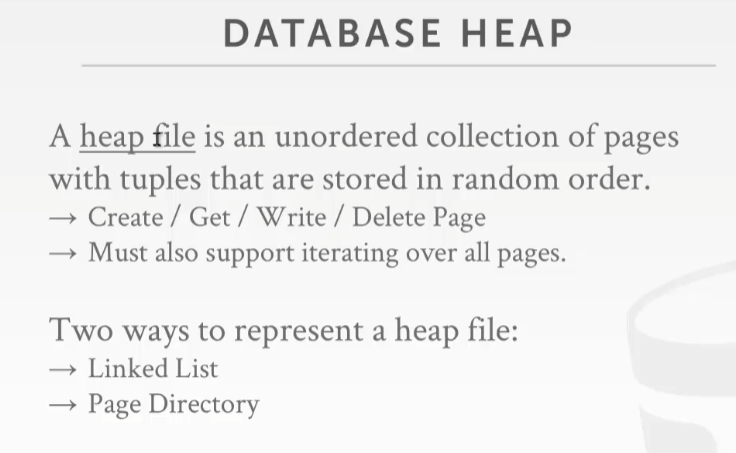 DATABASE HEAP
A heap file is an unordered collection of pages
with tuples that are stored in random order.
→ Create / Get / Write / Delete Page
→ Must also support iterating over all pages.
Two ways to represent a heap file:
→ Linked List
→ Page Directory